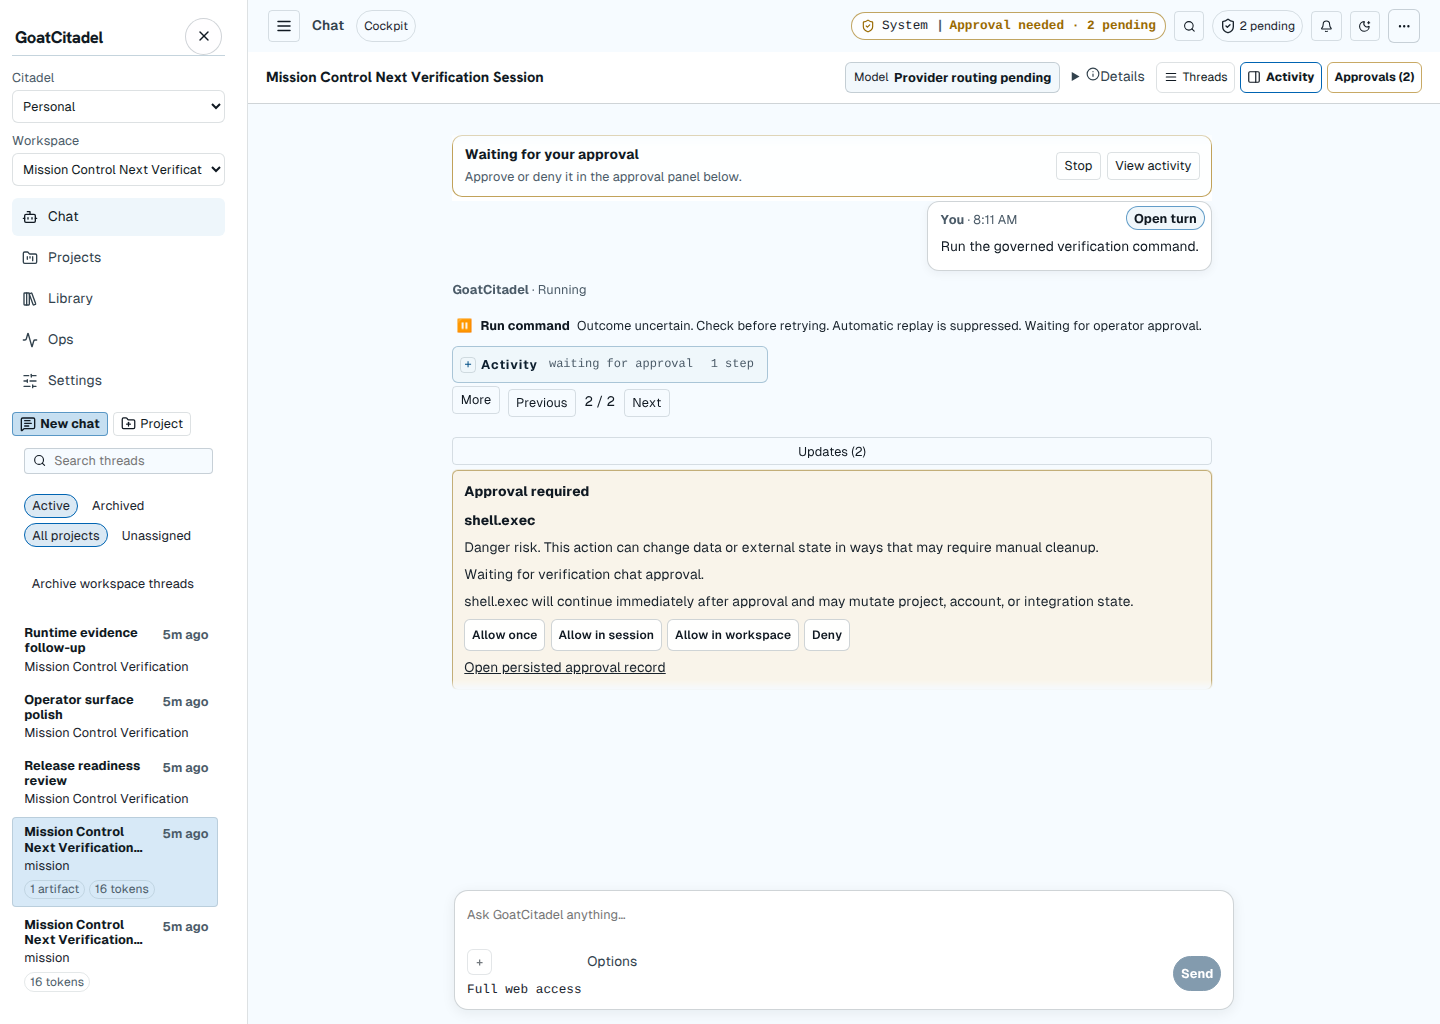 GoatCitadel
Citadel
Personal
Workspace
Mission Control Next Verificat
Chat
Projects
Library
Ops
Settings
New chat
Project
Search threads
Active
Archived
All projects
Unassigned
Archive workspace threads
Runtime evidence follow-up
5m ago
Mission Control Verification
Operator surface polish
5m ago
Mission Control Verification
Release readiness review
5m ago
Mission Control Verification
Mission Control Next Verification...
5m ago
mission
1 artifact
16 tokens
Mission Control Next Verification...
5m ago
mission
16 tokens
Chat
Cockpit
System | Approval needed · 2 pending
2 pending
Mission Control Next Verification Session
Model Provider routing pending
Details
Threads
Activity
Approvals (2)
Waiting for your approval
Approve or deny it in the approval panel below.
Stop
View activity
You · 8:11 AM
Open turn
Run the governed verification command.
GoatCitadel · Running
Run command Outcome uncertain. Check before retrying. Automatic replay is suppressed. Waiting for operator approval.
+ Activity waiting for approval 1 step
More
Previous
2 / 2
Next
Updates (2)
Approval required
shell.exec
Danger risk. This action can change data or external state in ways that may require manual cleanup.
Waiting for verification chat approval.
shell.exec will continue immediately after approval and may mutate project, account, or integration state.
Allow once
Allow in session
Allow in workspace
Deny
Open persisted approval record
Ask GoatCitadel anything...
+
Options
Full web access
Send